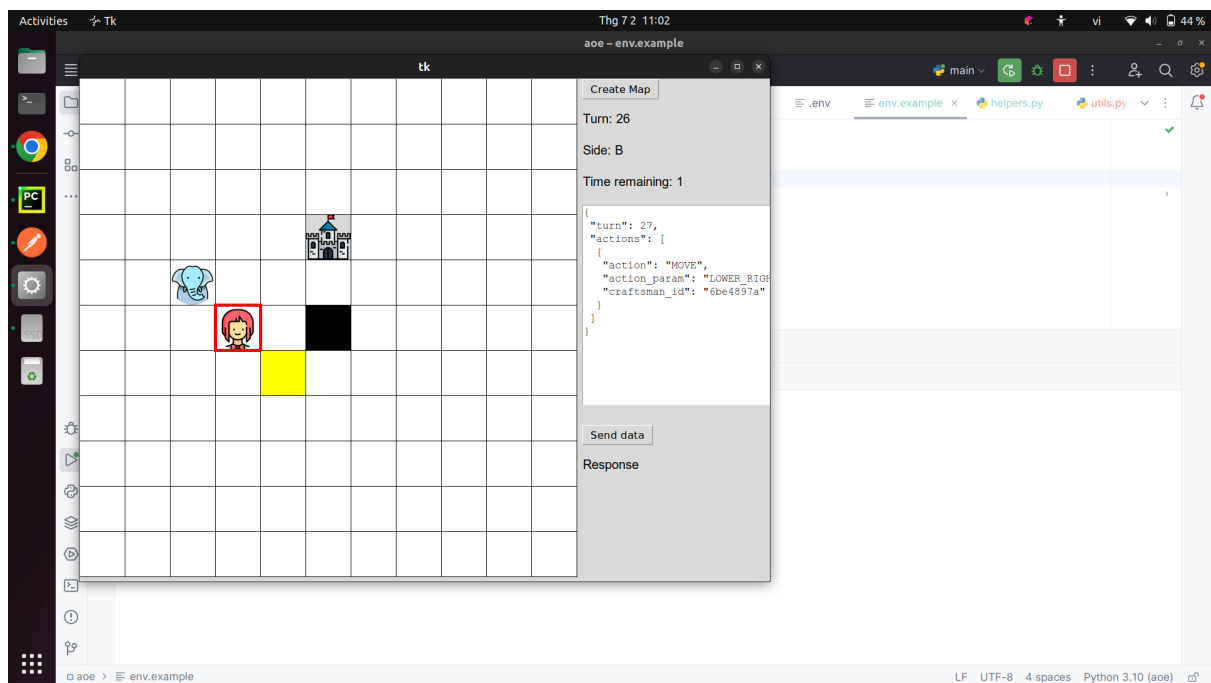 Activities
Tk
Thg 7 2 11:02
vi
44 %
aoe – env.example
tk
main
.env
env.example
helpers.py
utils.py
Create Map
Turn: 26
Side: B
Time remaining: 1
{
"turn": 27,
"actions": [
{
"action": "MOVE",
"action_param": "LOWER_RIGH
"craftsman_id": "6be4897a"
}
]
}
Send data
Response
>_
PC
SSD
aoe > env.example
LF UTF-8 4 spaces Python 3.10 (aoe)